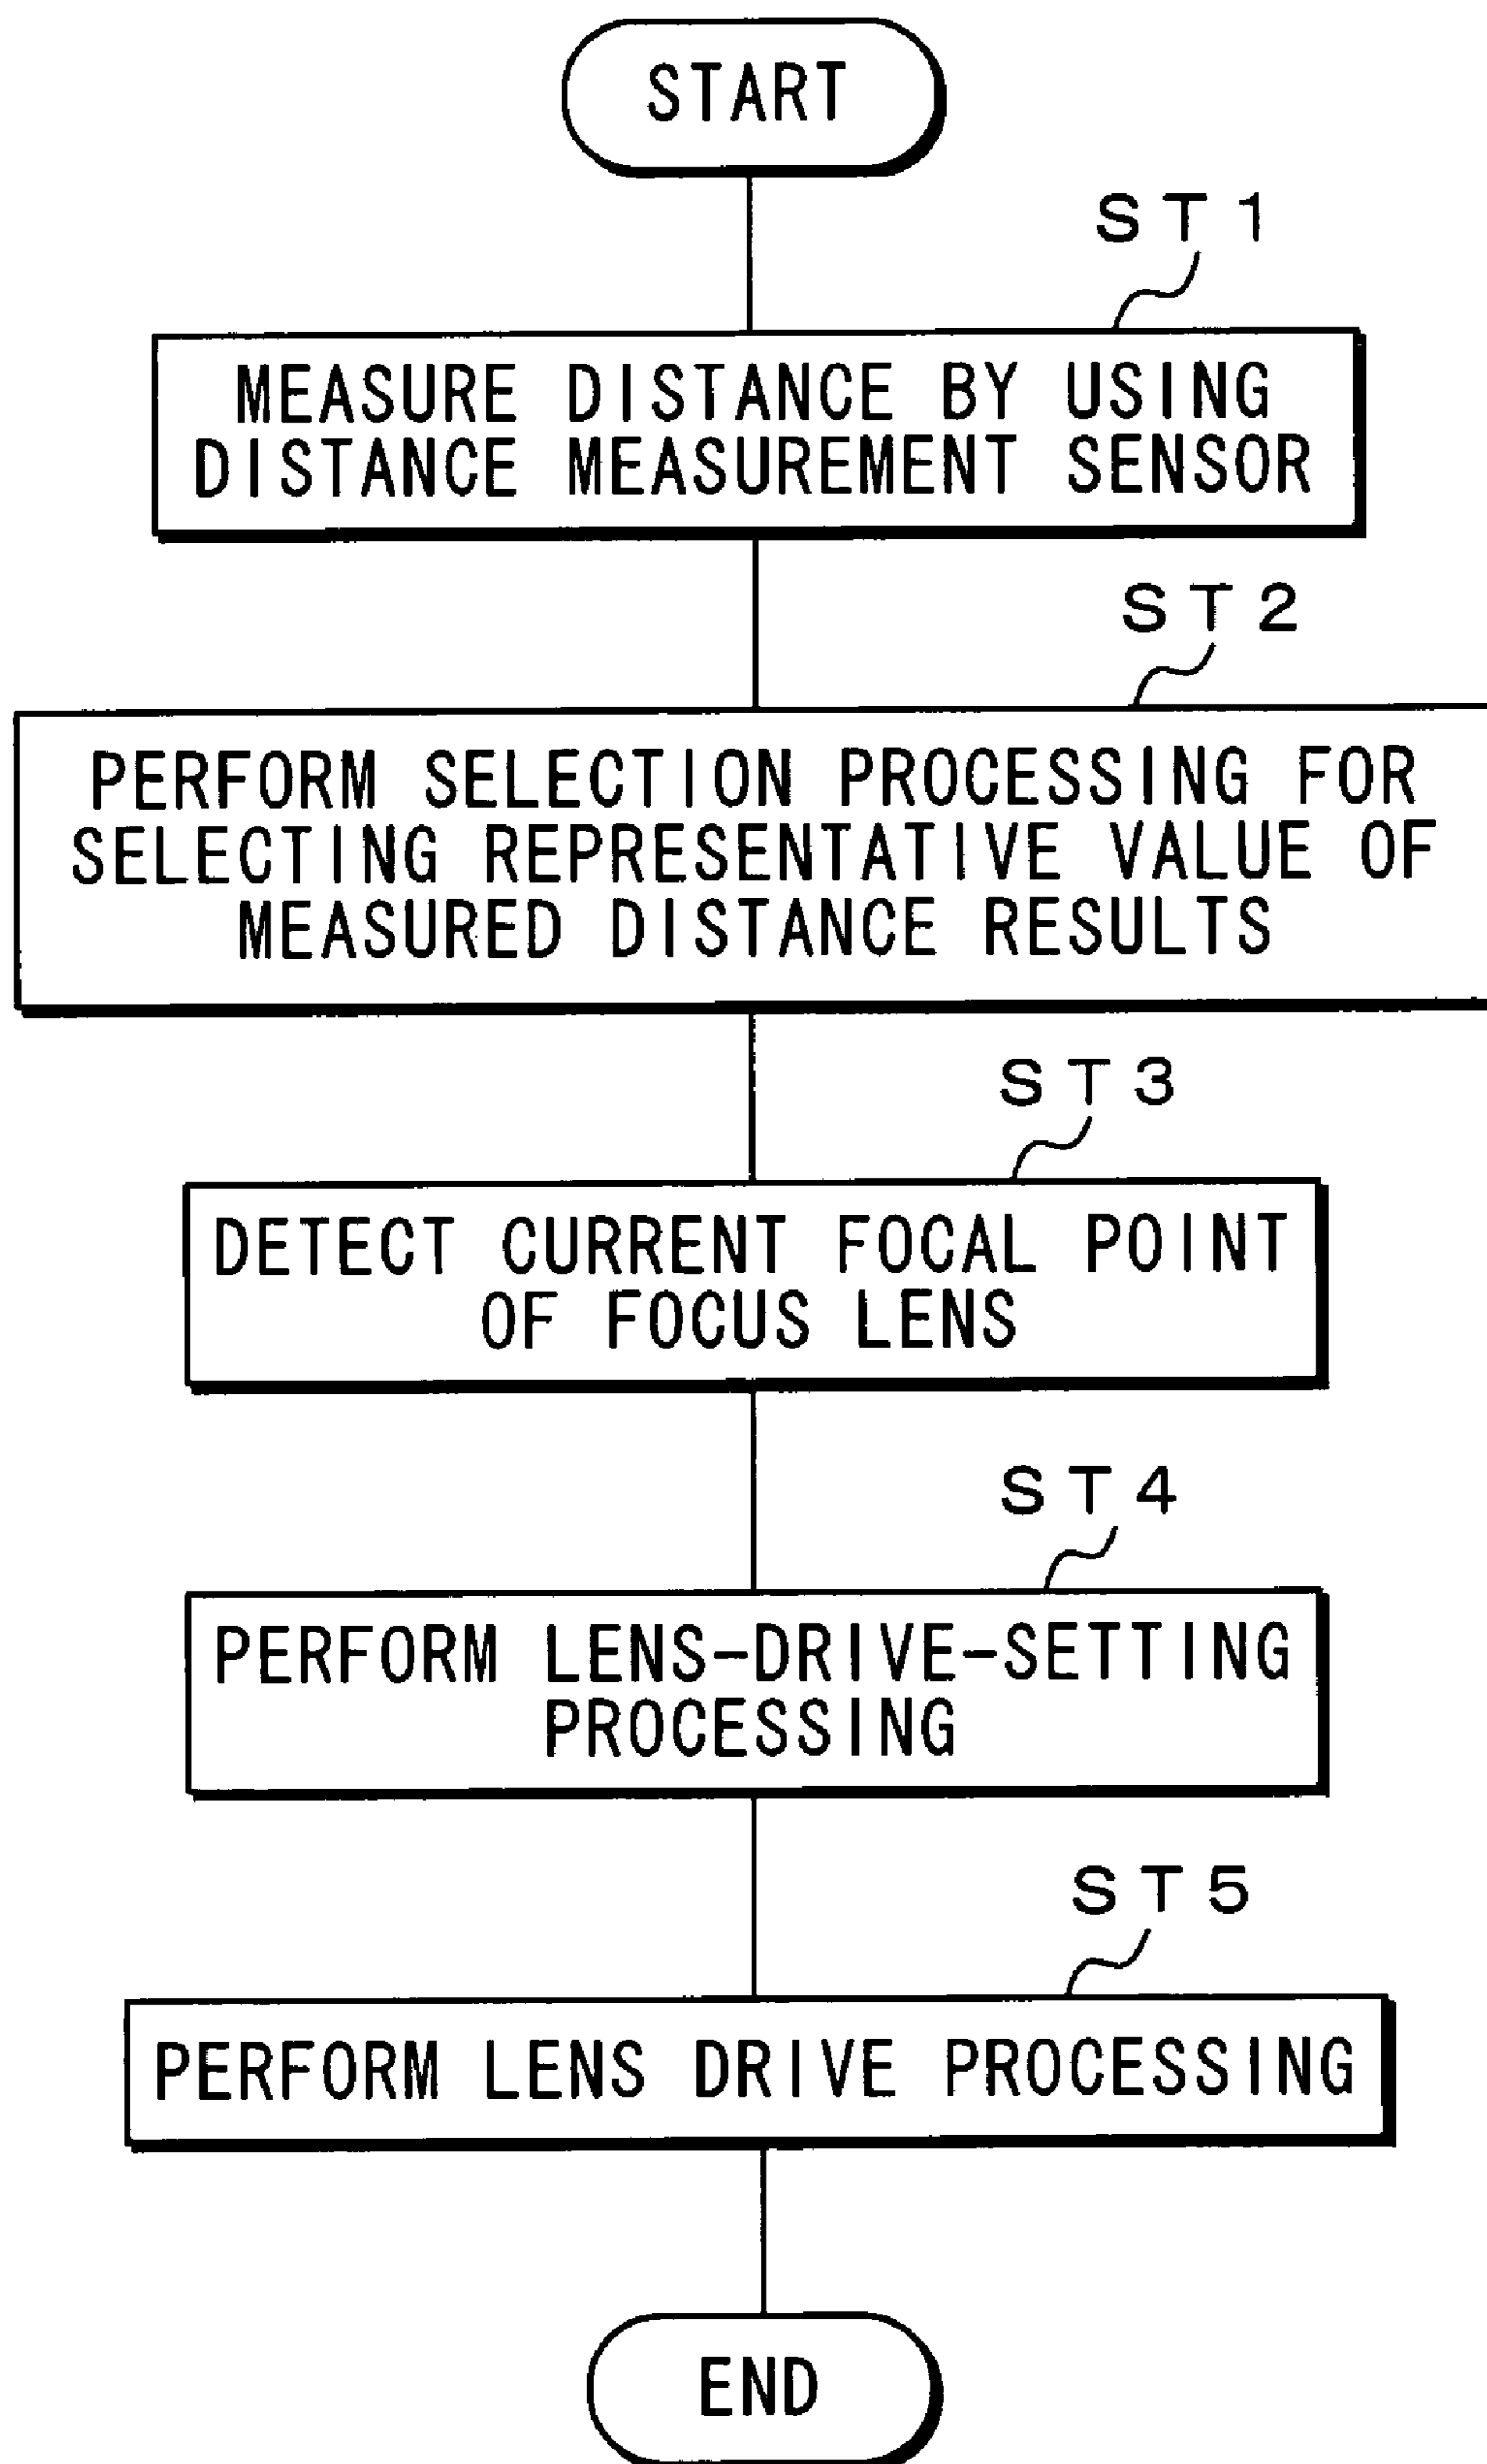 START
ST1
MEASURE DISTANCE BY USING
DISTANCE MEASUREMENT SENSOR
ST2
PERFORM SELECTION PROCESSING FOR
SELECTING REPRESENTATIVE VALUE OF
MEASURED DISTANCE RESULTS
ST3
DETECT CURRENT FOCAL POINT
OF FOCUS LENS
ST4
PERFORM LENS-DRIVE-SETTING
PROCESSING
ST5
PERFORM LENS DRIVE PROCESSING
END